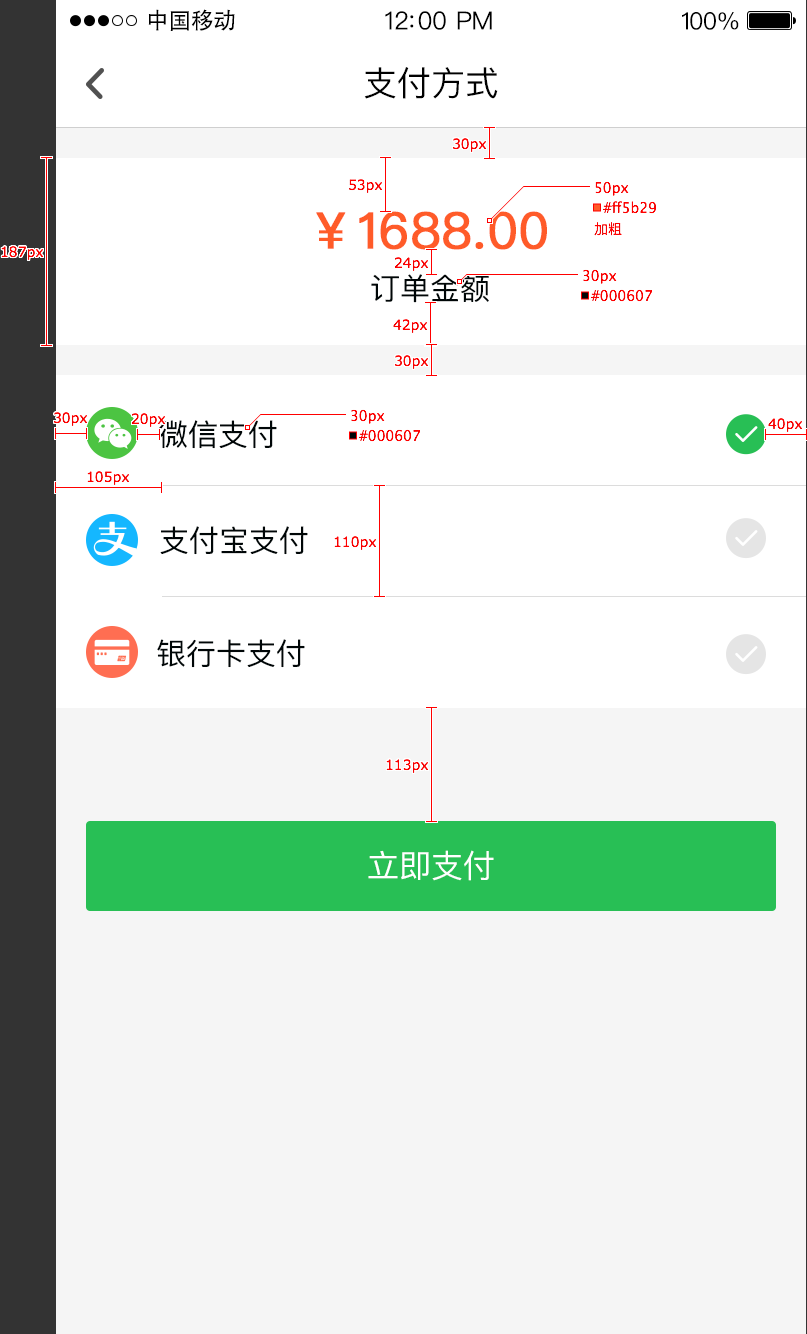 中国移动 12:00 PM 100%
支付方式
30px
53px
50px
#ff5b29
加粗
¥1688.00
187px
24px
30px
订单金额
#000607
42px
30px
30px
20px
30px
40px
微信支付
#000607
105px
支付宝支付
110px
银行卡支付
113px
立即支付